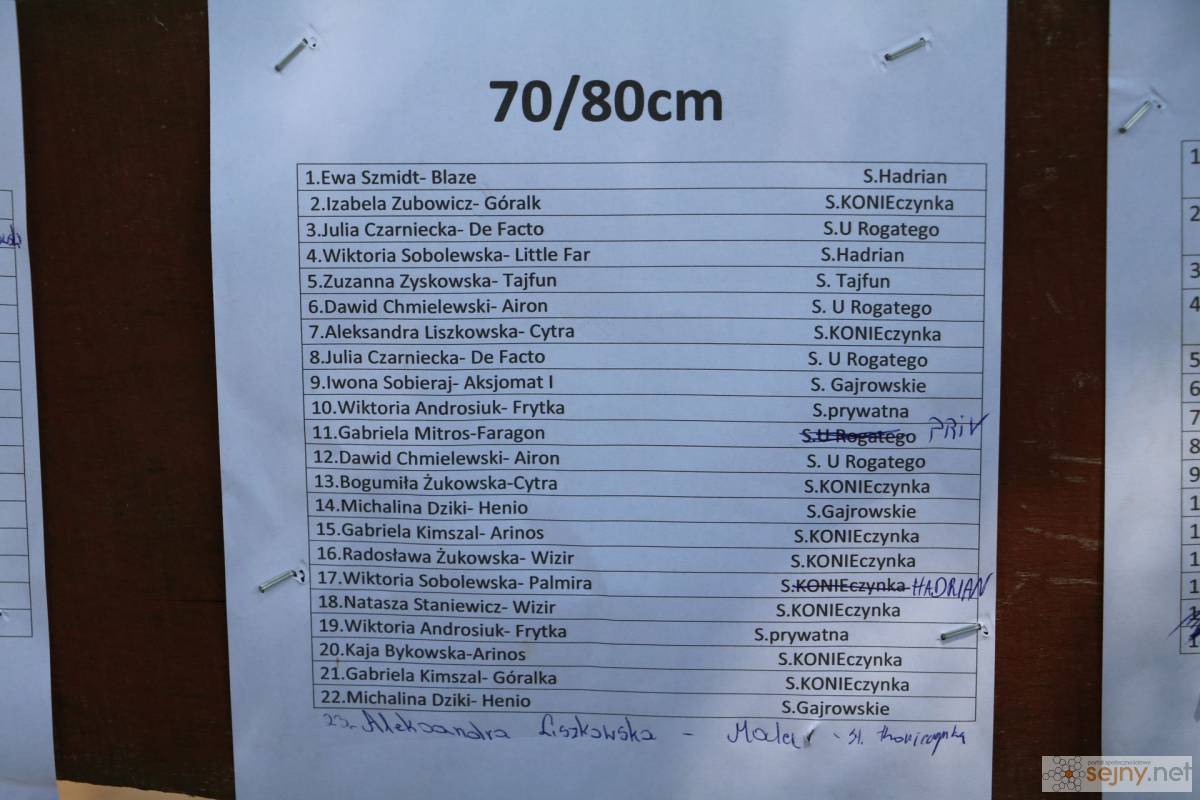 70/80cm
1.Ewa Szmidt- Blaze S.Hadrian
2.Izabela Zubowicz- Góralk S.KONIEczynka
3.Julia Czarniecka- De Facto S.U Rogatego
4.Wiktoria Sobolewska- Little Far S.Hadrian
5.Zuzanna Zyskowska- Tajfun S. Tajfun
6.Dawid Chmielewski- Airon S. U Rogatego
7.Aleksandra Liszkowska- Cytra S.KONIEczynka
8.Julia Czarniecka- De Facto S. U Rogatego
9.Iwona Sobieraj- Aksjomat I S. Gajrowskie
10.Wiktoria Androsiuk- Frytka S.prywatna
11.Gabriela Mitros-Faragon S.U Rogatego PRIV
12.Dawid Chmielewski- Airon S. U Rogatego
13.Bogumiła Żukowska-Cytra S.KONIEczynka
14.Michalina Dziki- Henio S.Gajrowskie
15.Gabriela Kimszal- Arinos S.KONIEczynka
16.Radosława Żukowska- Wizir S.KONIEczynka
17.Wiktoria Sobolewska- Palmira S.KONIEczynka HADRIAN
18.Natasza Staniewicz- Wizir S.KONIEczynka
19.Wiktoria Androsiuk- Frytka S.prywatna
20.Kaja Bykowska-Arinos S.KONIEczynka
21.Gabriela Kimszal- Góralka S.KONIEczynka
22.Michalina Dziki- Henio S.Gajrowskie
23. Aleksandra Liszkowska - - st.
portal społecznościowy
sejny.net